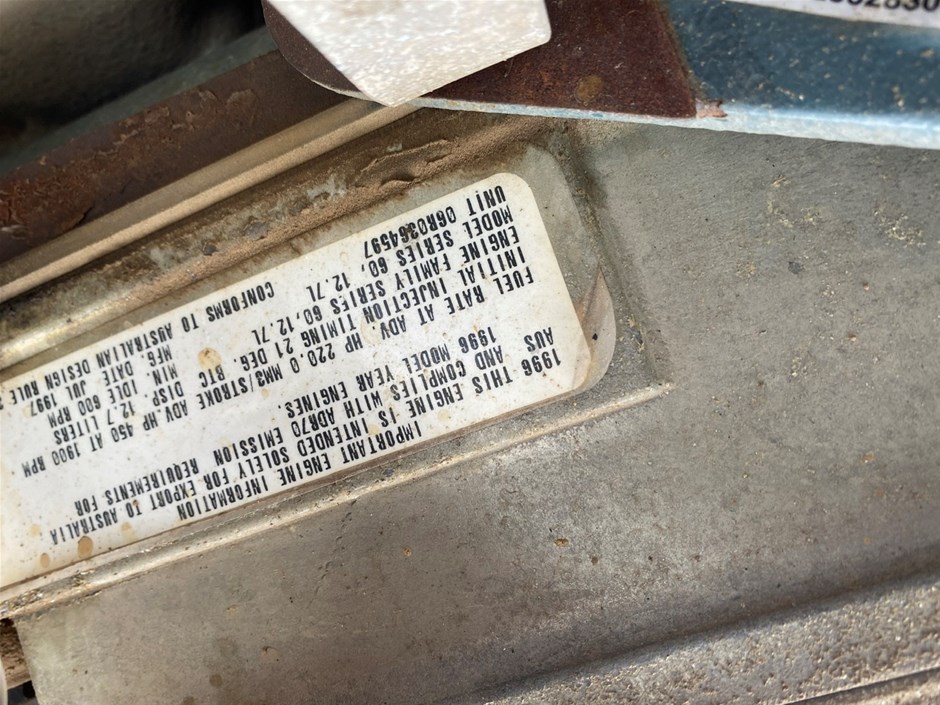 IMPORTANT ENGINE INFORMATION
1996 THIS ENGINE IS INTENDED SOLELY FOR EXPORT TO AUSTRALIA
AUS AND COMPLIES WITH ADR70 EMISSION REQUIREMENTS FOR
1996 MODEL YEAR ENGINES.
FUEL RATE AT ADV HP 220.0 MM3/STROKE ADV HP 450 AT 1900 RPM
INITIAL INJECTION TIMING 21 DEG. BTC DISP. 12.7 LITERS
ENGINE FAMILY SERIES 60,12.7L MIN IDLE 600 RPM
MODEL SERIES 60, 12.7L MFG. DATE JUL 1997
UNIT 06R0364597 CONFORMS TO AUSTRALIAN DESIGN RULE